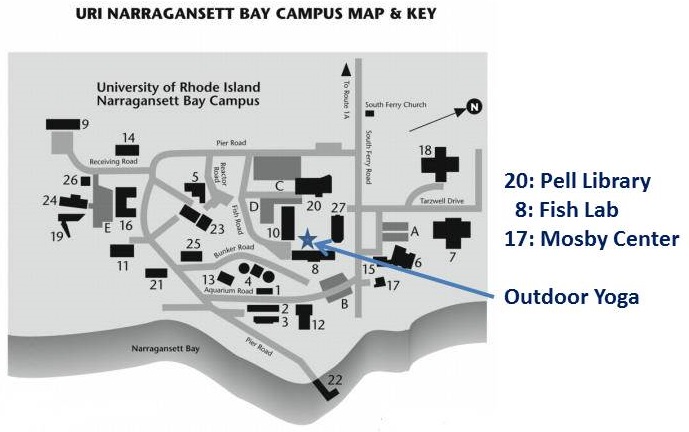 URI NARRAGANSETT BAY CAMPUS MAP & KEY
University of Rhode Island
Narragansett Bay Campus
To Route 1A
South Ferry Church
N
9
14
Pier Road
South Ferry Road
18
Receiving Road
26
5
Reactor Road
C
20: Pell Library
24
E
16
D
20
27
Tarzwell Drive
8: Fish Lab
19
23
Fish Road
10
A
7
17: Mosby Center
11
25
Bunker Road
8
15
6
21
13
4
17
Outdoor Yoga
Aquarium Road
1
B
2
3
12
Narragansett Bay
Pier Road
22